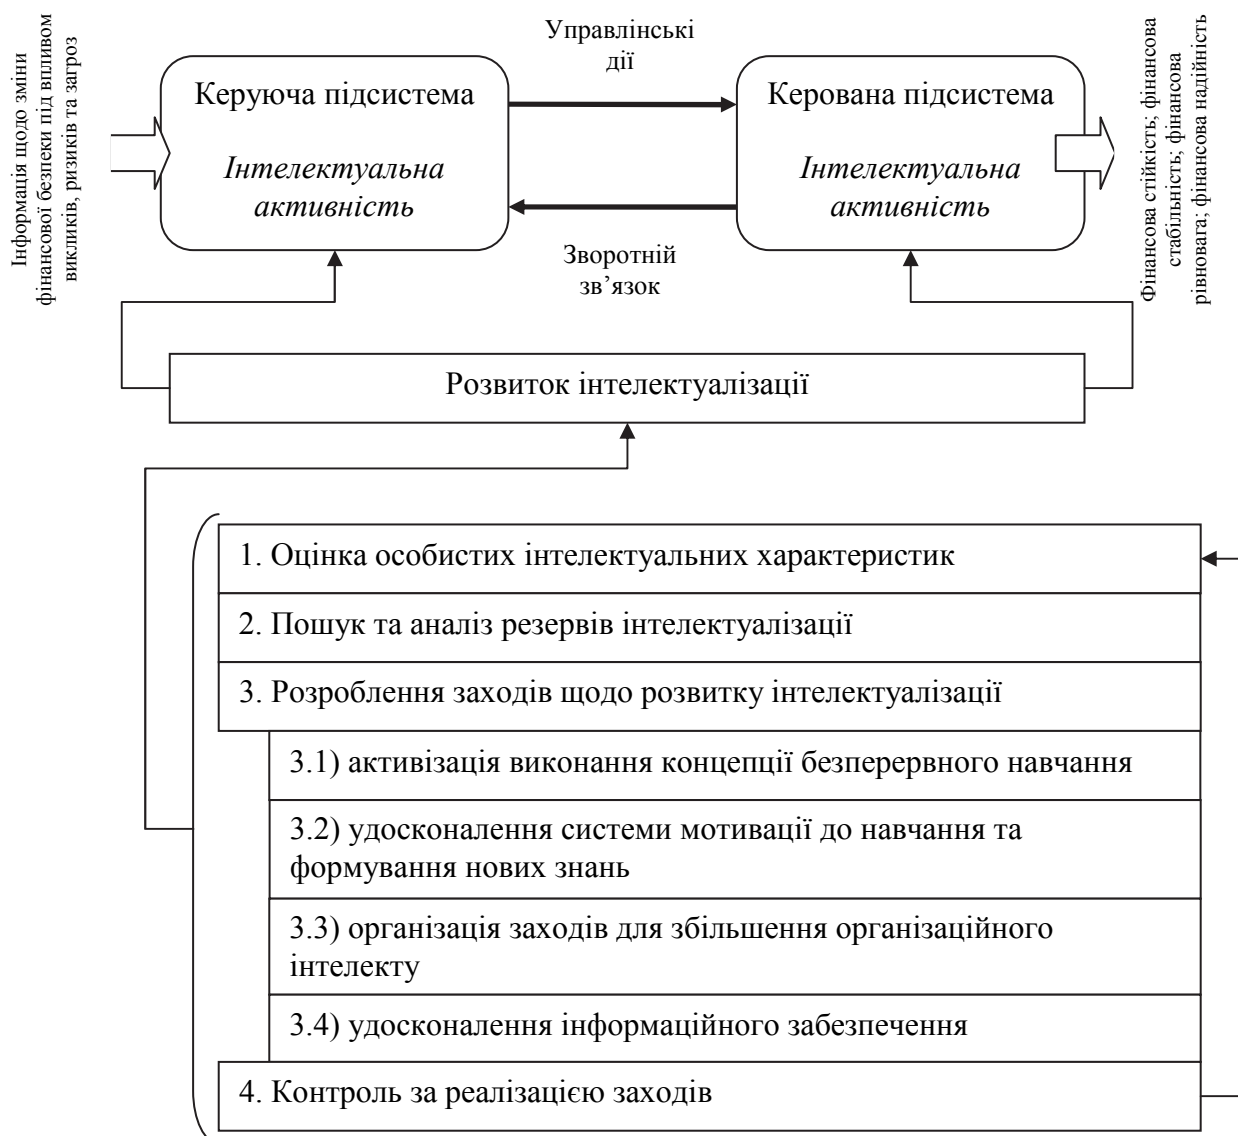 Інформація щодо зміни
фінансової безпеки під впливом
викликів, ризиків та загроз
Керуюча підсистема
Інтелектуальна
активність
Управлінські
дії
Зворотній
зв’язок
Керована підсистема
Інтелектуальна
активність
Фінансова стійкість; фінансова
стабільність; фінансова
рівновага; фінансова надійність
Розвиток інтелектуалізації
1. Оцінка особистих інтелектуальних характеристик
2. Пошук та аналіз резервів інтелектуалізації
3. Розроблення заходів щодо розвитку інтелектуалізації
3.1) активізація виконання концепції безперервного навчання
3.2) удосконалення системи мотивації до навчання та
формування нових знань
3.3) організація заходів для збільшення організаційного
інтелекту
3.4) удосконалення інформаційного забезпечення
4. Контроль за реалізацією заходів